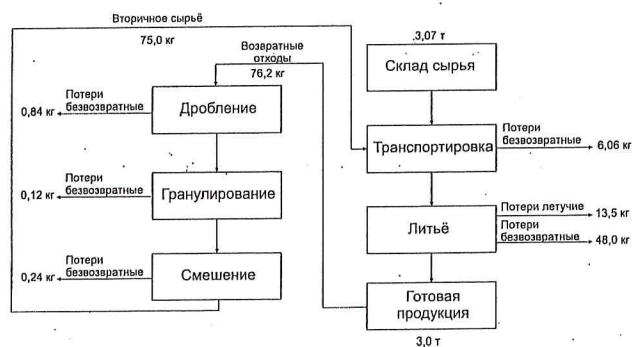 Вторичное сырьё
75,0 кг
Возвратные
отходы
76,2 кг
3,07 т
Склад сырья
Потери
безвозвратные
0,84 кг
Дробление
Транспортировка
Потери
безвозвратные
6,06 кг
Потери
безвозвратные
0,12 кг
Гранулирование
Литьё
Потери летучие
13,5 кг
Потери
безвозвратные
48,0 кг
Потери
безвозвратные
0,24 кг
Смешение
Готовая
продукция
3,0 т